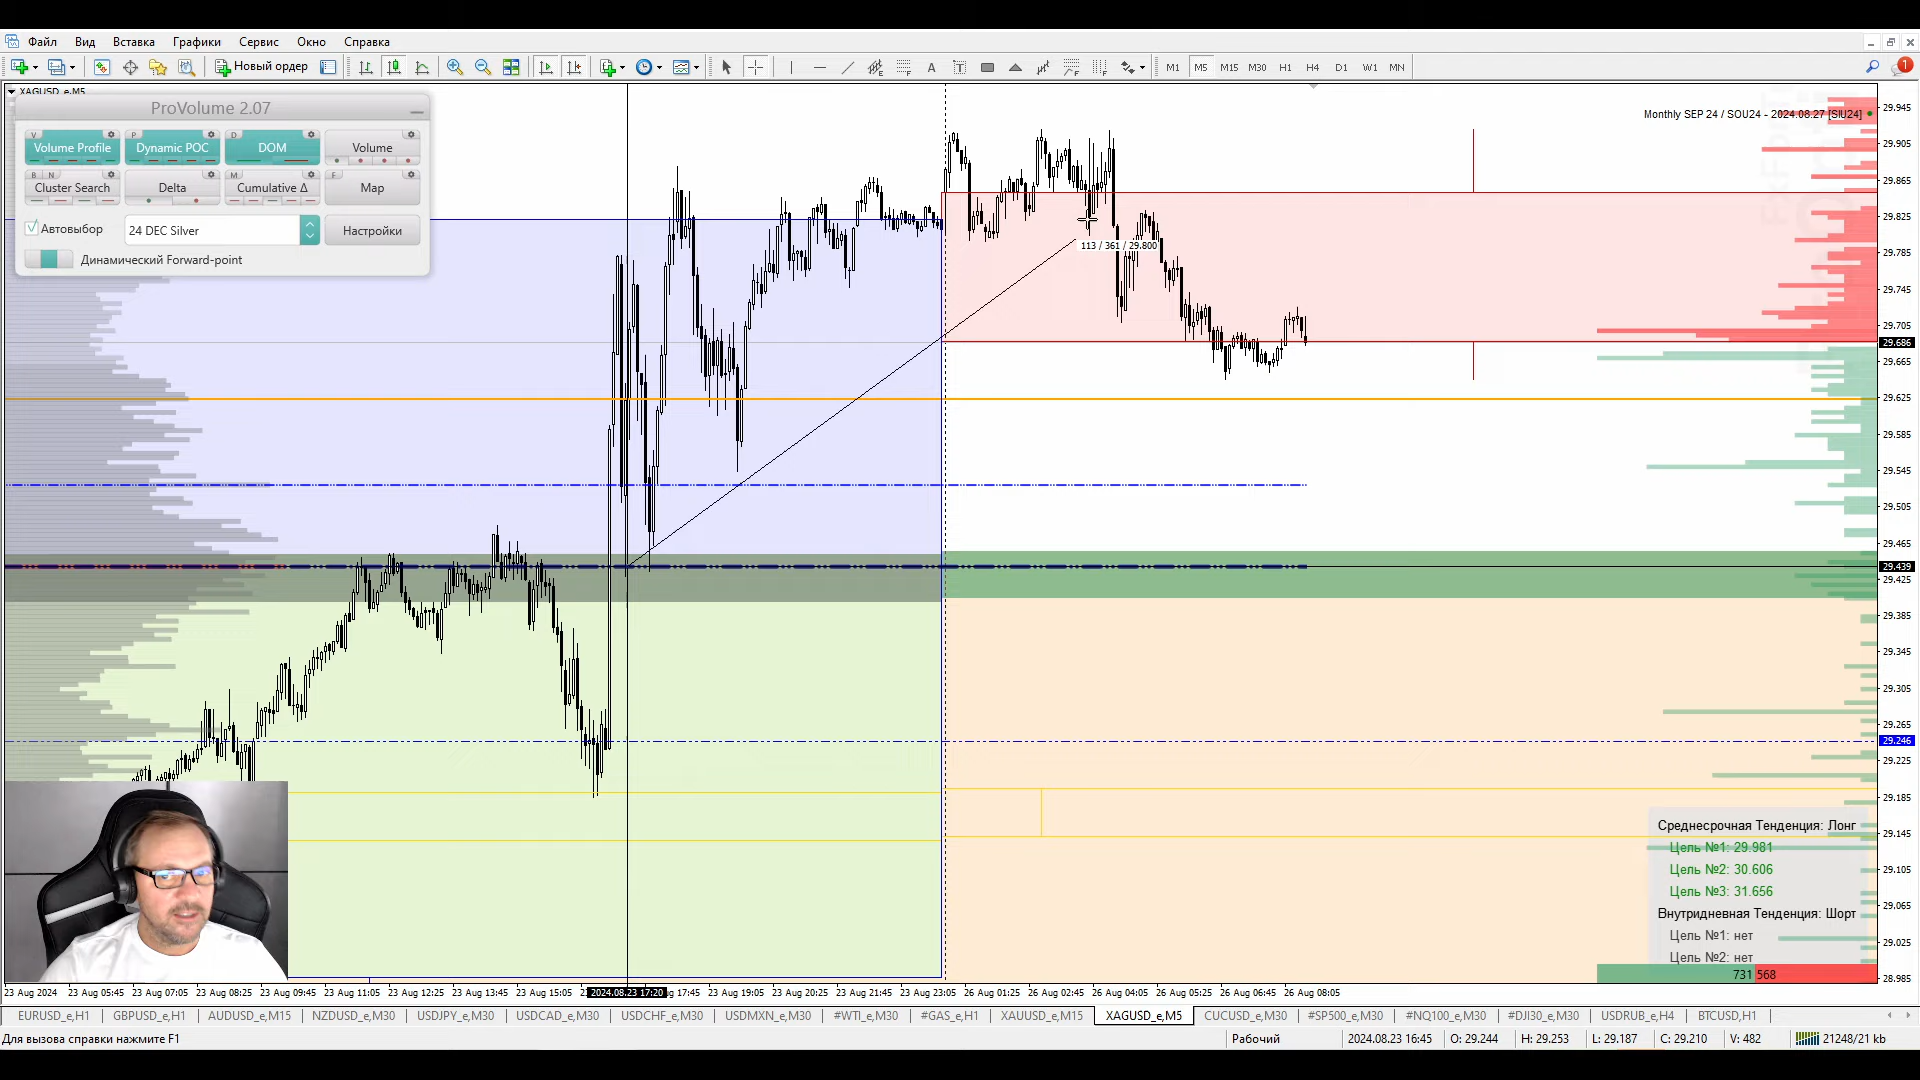 Файл Вид Вставка Графики Сервис Окно Справка
Новый ордер
A T
M1 M5 M15 M30 H1 H4 D1 W1 MN
1
XAGUSD_e,M5
ProVolume 2.07
V P D
Volume Profile Dynamic POC DOM Volume
B N M F
Cluster Search Delta Cumulative Δ Map
Автовыбор 24 DEC Silver Настройки
Динамический Forward-point
Monthly SEP 24 / SOU24 - 2024.08.27 [SIU24]
113 / 361 / 29.800
29.945
29.905
29.865
29.825
29.785
29.745
29.705
29.686
29.665
29.625
29.585
29.545
29.505
29.465
29.439
29.425
29.385
29.345
29.305
29.265
29.246
29.225
29.185
29.145
29.105
29.065
29.025
28.985
Среднесрочная Тенденция: Лонг
Цель №1: 29.981
Цель №2: 30.606
Цель №3: 31.656
Внутридневная Тенденция: Шорт
Цель №1: нет
Цель №2: нет
731 568
23 Aug 2024 23 Aug 05:45 23 Aug 07:05 23 Aug 08:25 23 Aug 09:45 23 Aug 11:05 23 Aug 12:25 23 Aug 13:45 23 Aug 15:05 2024.08.23 17:20 17:45 23 Aug 19:05 23 Aug 20:25 23 Aug 21:45 23 Aug 23:05 26 Aug 01:25 26 Aug 02:45 26 Aug 04:05 26 Aug 05:25 26 Aug 06:45 26 Aug 08:05
EURUSD_e,H1 GBPUSD_e,H1 AUDUSD_e,M15 NZDUSD_e,M30 USDJPY_e,M30 USDCAD_e,M30 USDCHF_e,M30 USDMXN_e,M30 #WTI_e,M30 #GAS_e,H1 XAUUSD_e,M15 XAGUSD_e,M5 CUCUSD_e,M30 #SP500_e,M30 #NQ100_e,M30 #DJI30_e,M30 USDRUB_e,H4 BTCUSD,H1
Для вызова справки нажмите F1 Рабочий 2024.08.23 16:45 O: 29.244 H: 29.253 L: 29.187 C: 29.210 V: 482 21248/21 kb